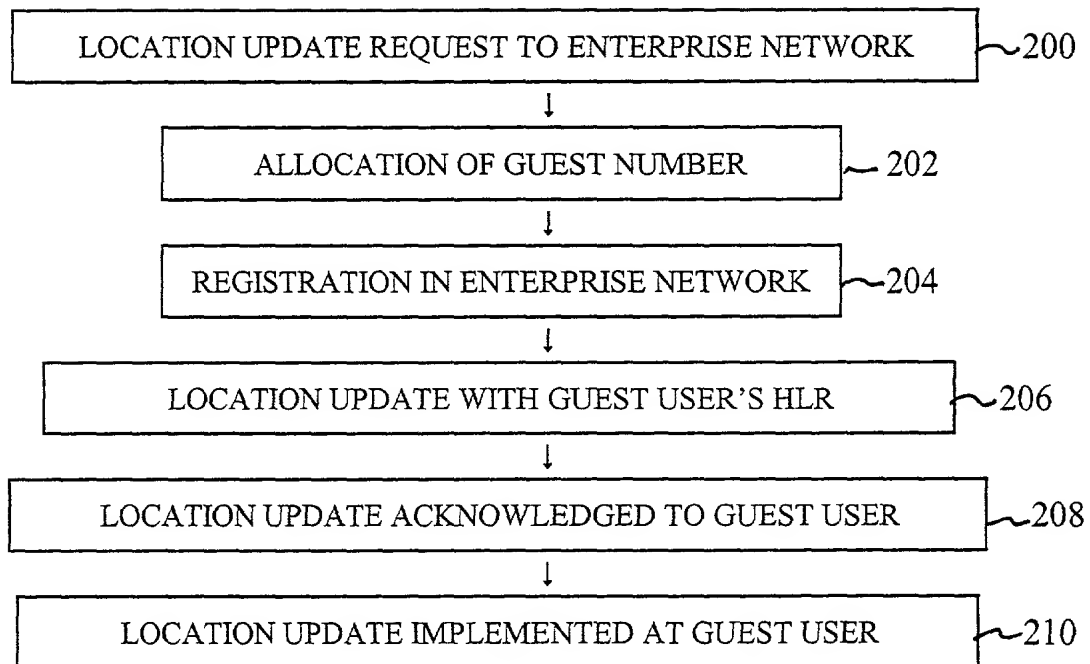 LOCATION UPDATE REQUEST TO ENTERPRISE NETWORK 200
↓
ALLOCATION OF GUEST NUMBER 202
↓
REGISTRATION IN ENTERPRISE NETWORK 204
↓
LOCATION UPDATE WITH GUEST USER'S HLR 206
↓
LOCATION UPDATE ACKNOWLEDGED TO GUEST USER 208
↓
LOCATION UPDATE IMPLEMENTED AT GUEST USER 210